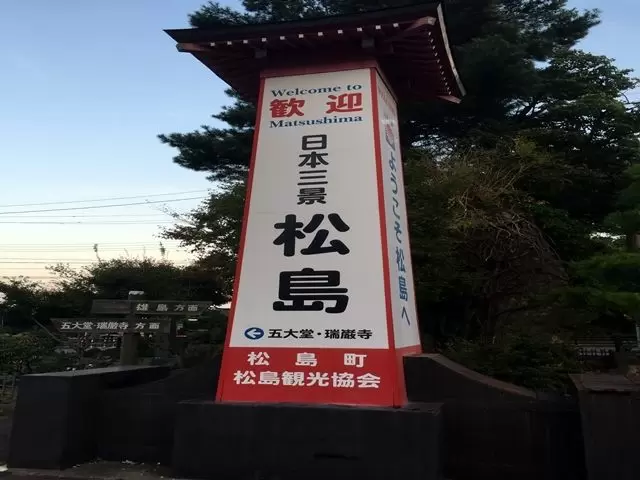 Welcome to
歓迎
Matsushima
日本三景
松島
五大堂・瑞巌寺
松島町
松島観光協会
ようこそ松島へ
雄島方面
五大堂・瑞巌寺方面